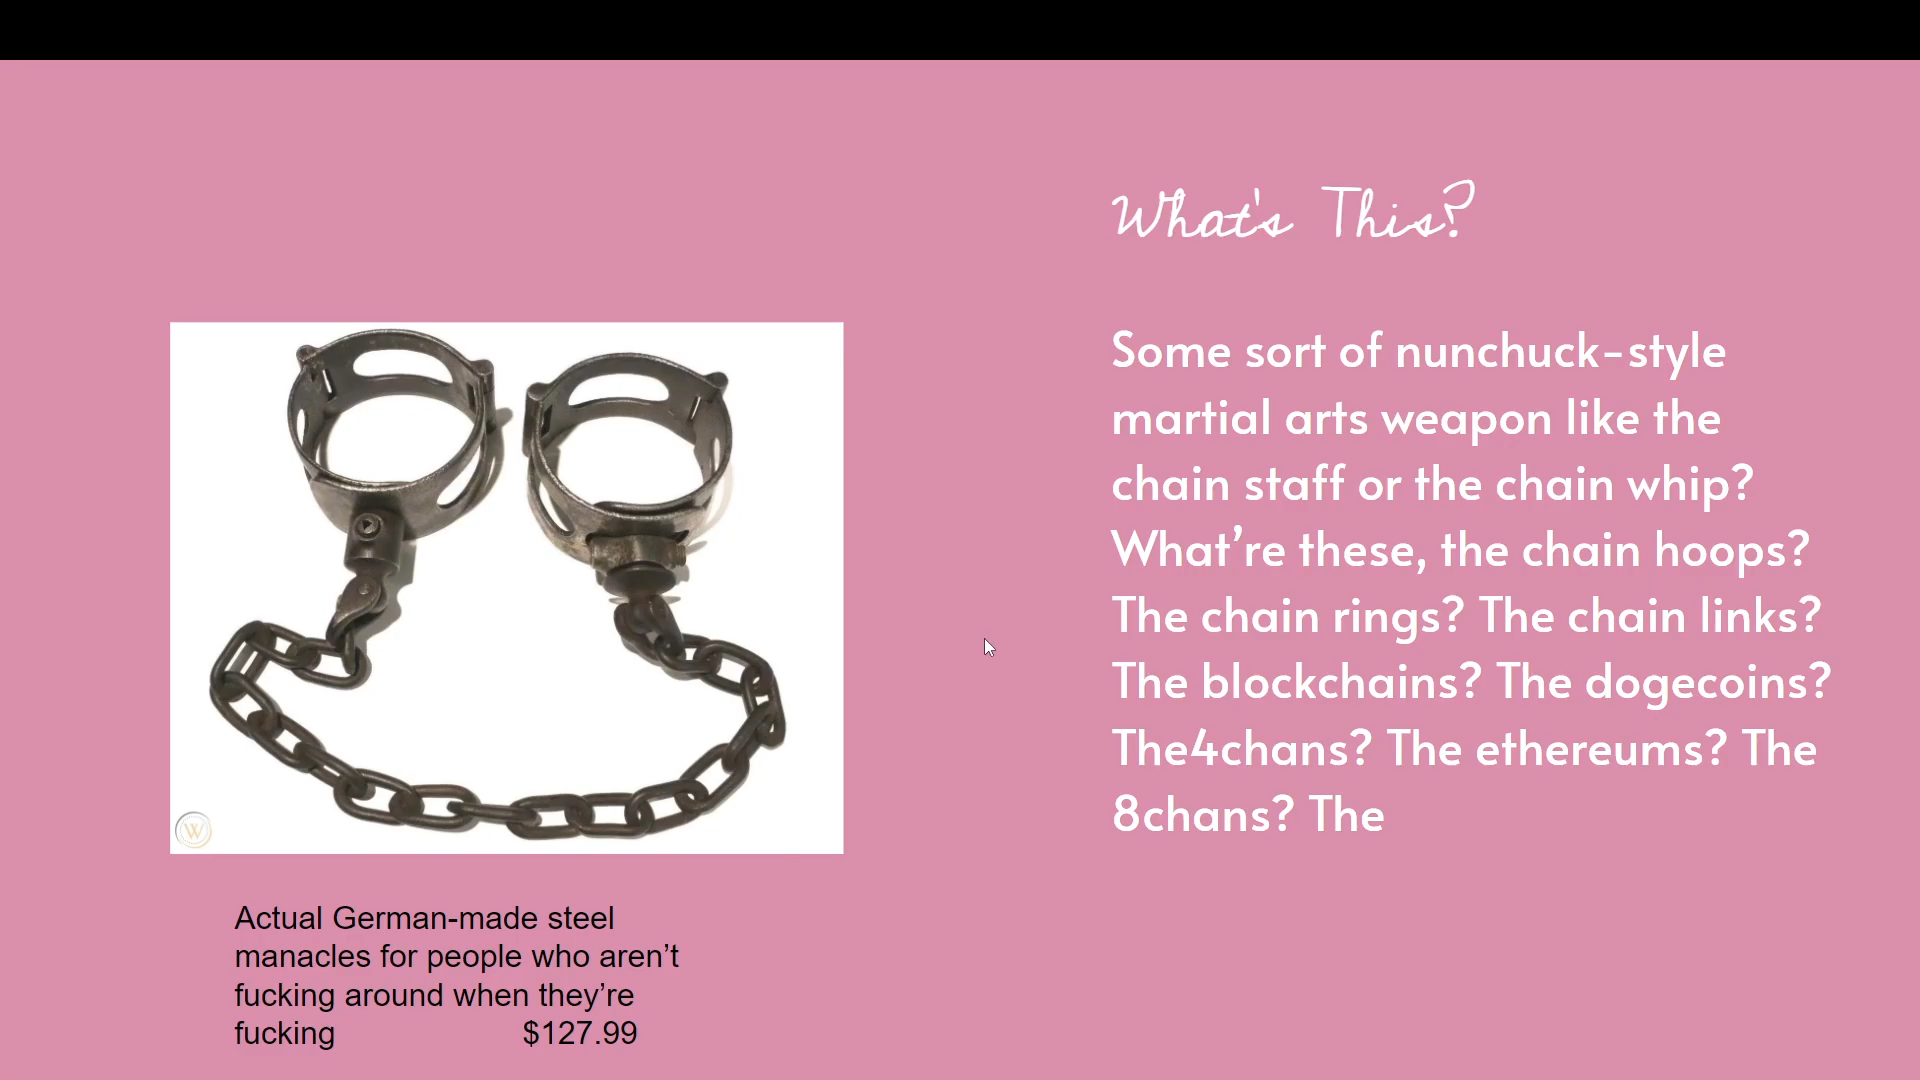 What's This?
Some sort of nunchuck-style
martial arts weapon like the
chain staff or the chain whip?
What’re these, the chain hoops?
The chain rings? The chain links?
The blockchains? The dogecoins?
The4chans? The ethereums? The
8chans? The
W
Actual German-made steel
manacles for people who aren’t
fucking around when they’re
fucking $127.99